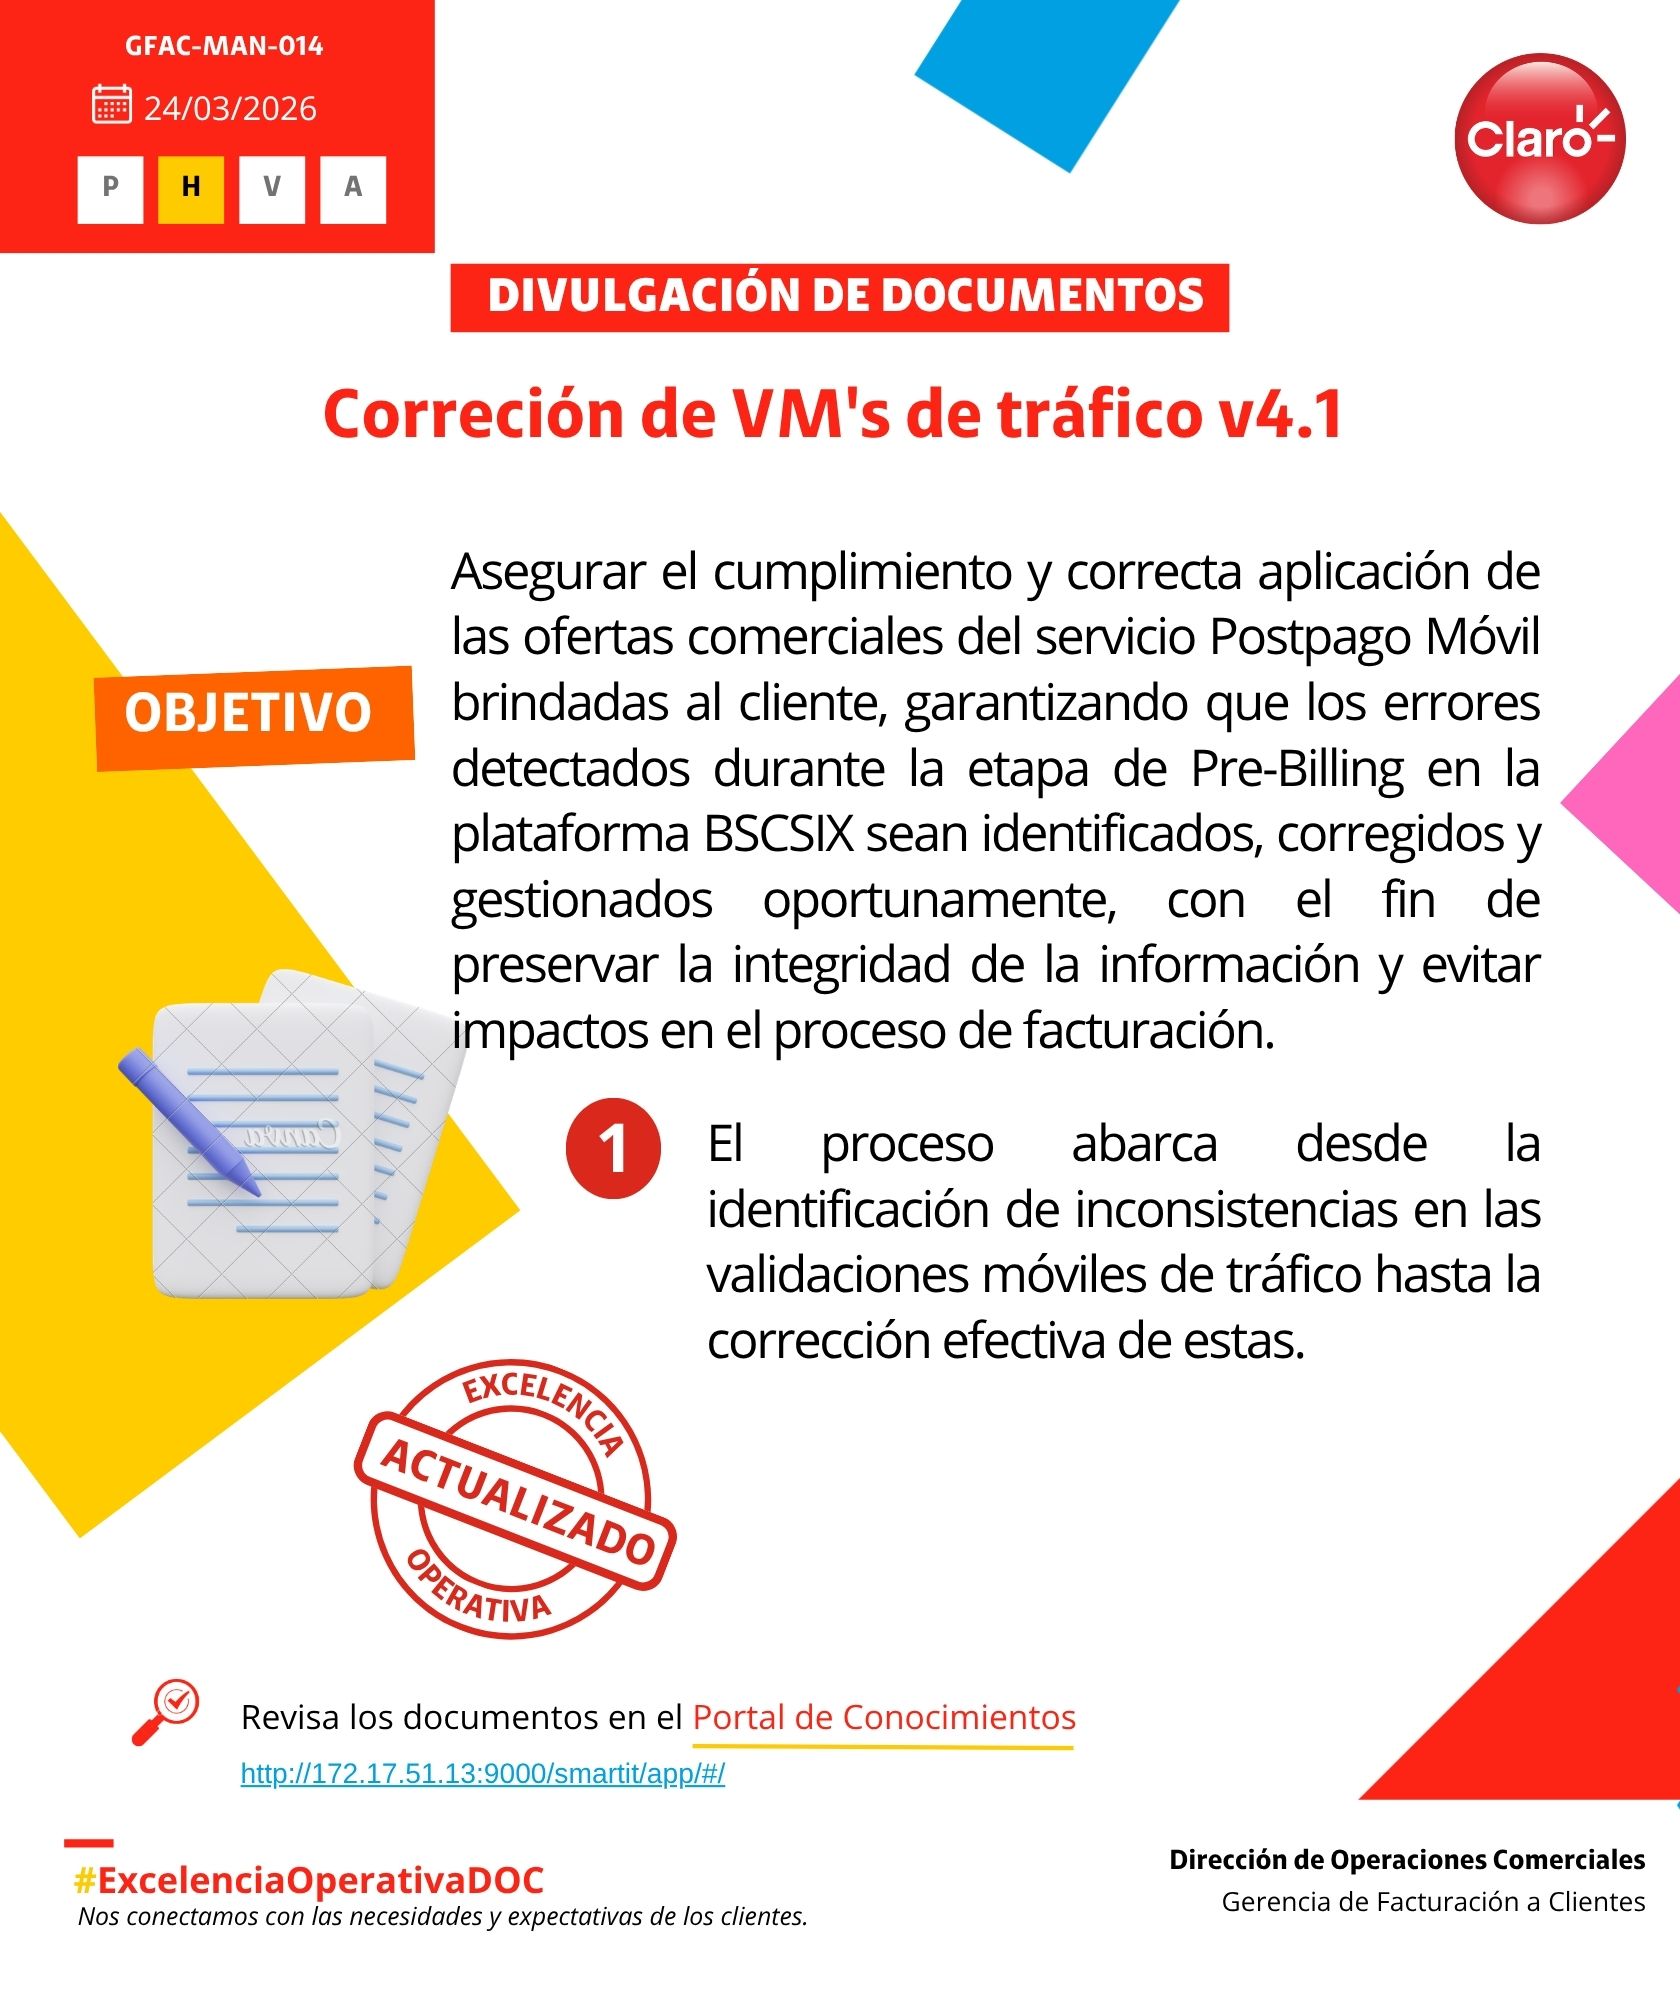 GFAC-MAN-014
24/03/2026
P H V A
Claro
DIVULGACIÓN DE DOCUMENTOS
Correción de VM's de tráfico v4.1
OBJETIVO
Asegurar el cumplimiento y correcta aplicación de
las ofertas comerciales del servicio Postpago Móvil
brindadas al cliente, garantizando que los errores
detectados durante la etapa de Pre-Billing en la
plataforma BSCSIX sean identificados, corregidos y
gestionados oportunamente, con el fin de
preservar la integridad de la información y evitar
impactos en el proceso de facturación.
Canva
1
El proceso abarca desde la
identificación de inconsistencias en las
validaciones móviles de tráfico hasta la
corrección efectiva de estas.
EXCELENCIA
ACTUALIZADO
OPERATIVA
Revisa los documentos en el Portal de Conocimientos
http://172.17.51.13:9000/smartit/app/#/
#ExcelenciaOperativaDOC
Nos conectamos con las necesidades y expectativas de los clientes.
Dirección de Operaciones Comerciales
Gerencia de Facturación a Clientes